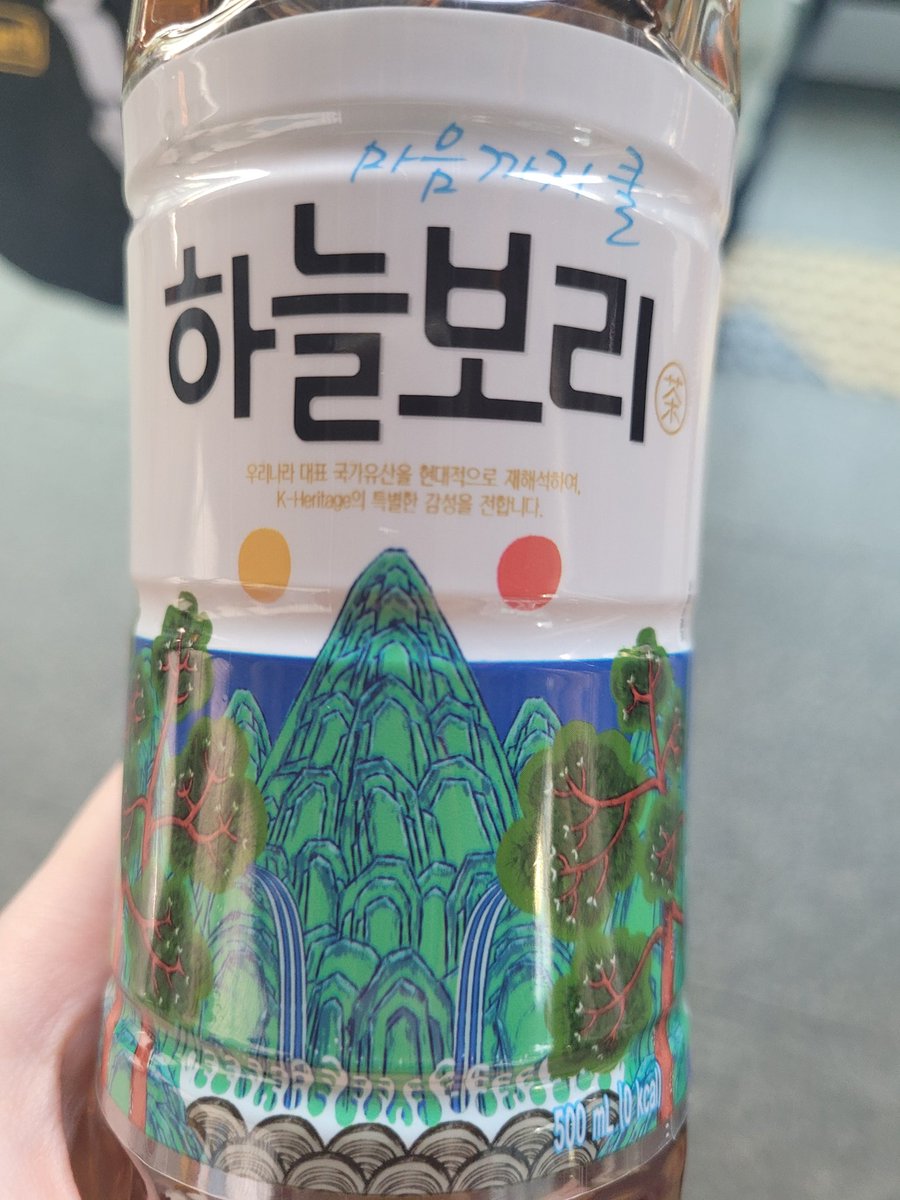 마음까지 쿨
하늘보리 茶
우리나라 대표 국가유산을 현대적으로 재해석하여,
K-Heritage의 특별한 감성을 전합니다.
500 mL (0 kcal)